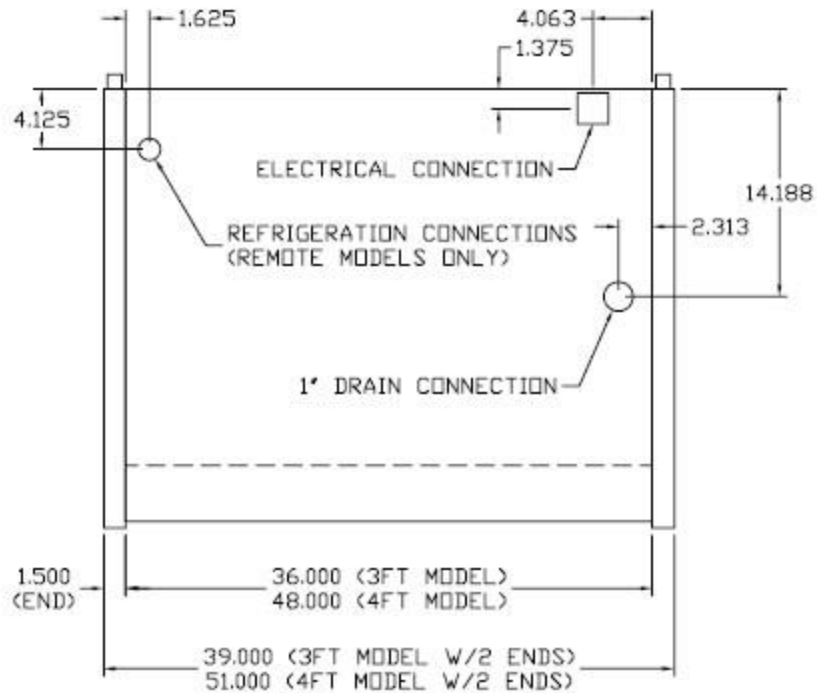 1.625
4.063
1.375
4.125
ELECTRICAL CONNECTION
14.188
REFRIGERATION CONNECTIONS
(REMOTE MODELS ONLY)
2.313
1" DRAIN CONNECTION
1.500
(END)
36.000 (3FT MODEL)
48.000 (4FT MODEL)
39.000 (3FT MODEL W/2 ENDS)
51.000 (4FT MODEL W/2 ENDS)